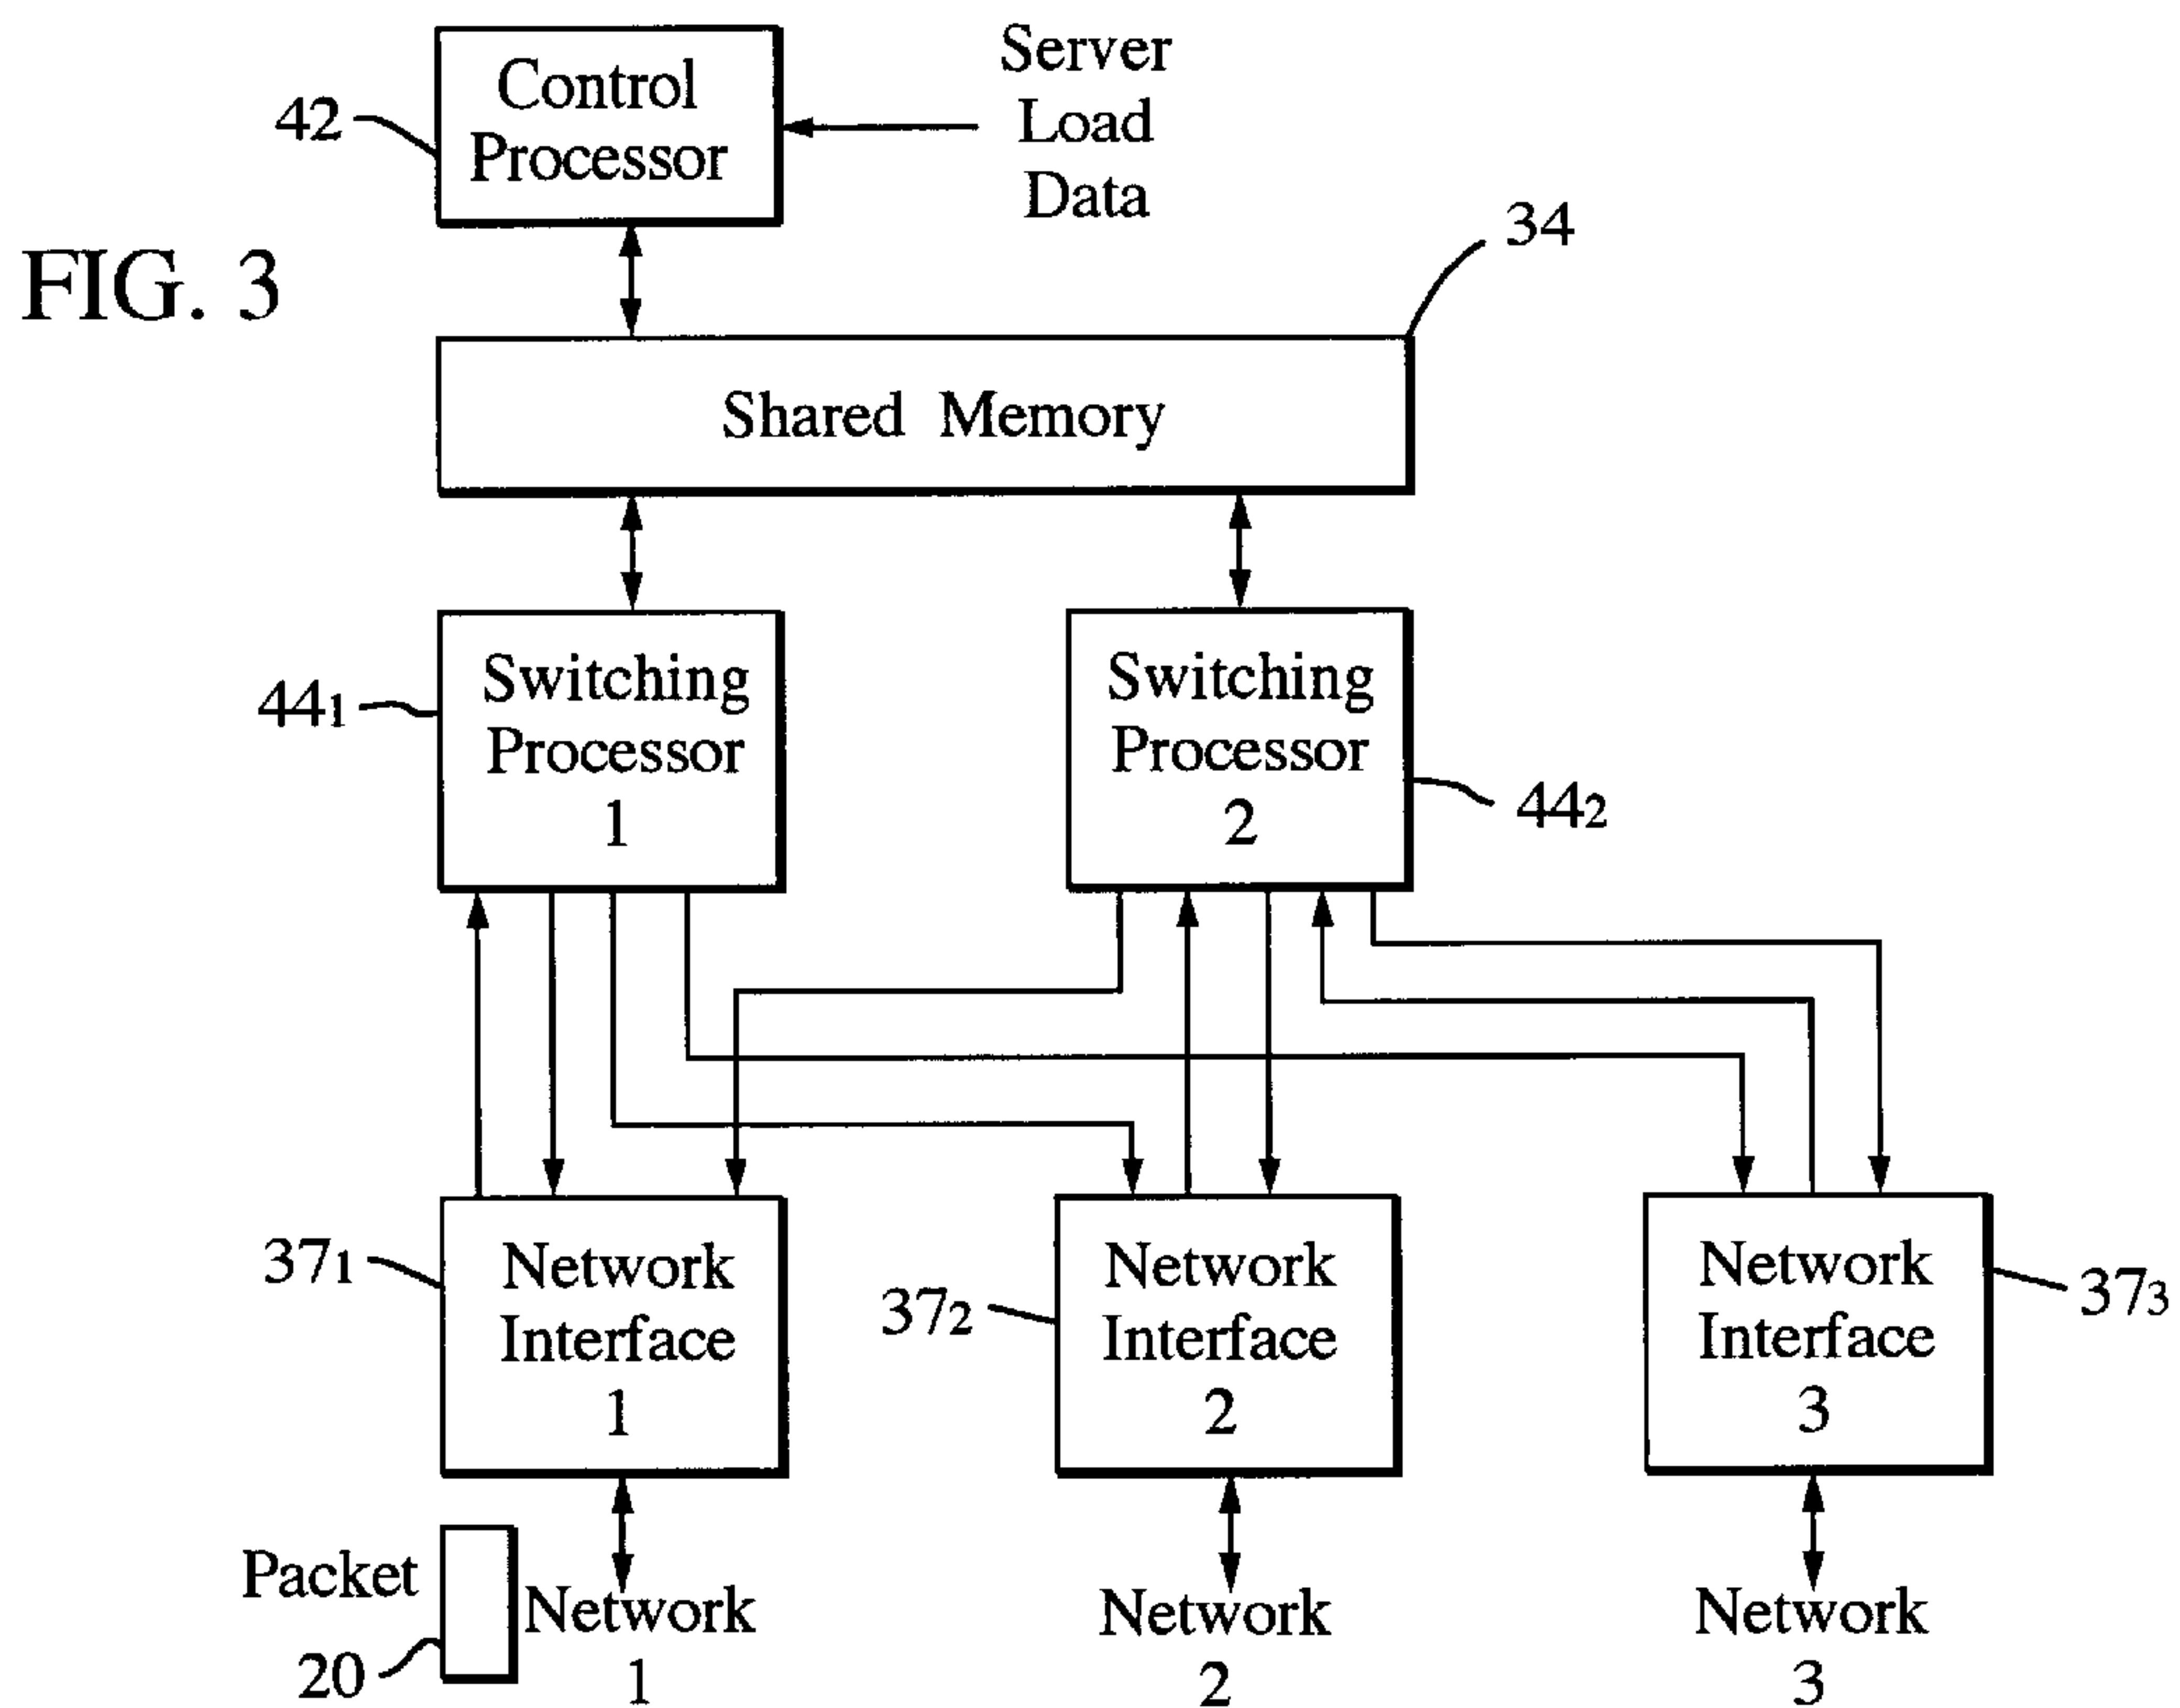 Control
Processor
42
Server
Load
Data
34
FIG. 3
Shared Memory
Switching
Processor
1
44₁
Switching
Processor
2
44₂
Network
Interface
1
37₁
Network
Interface
2
37₂
Network
Interface
3
37₃
Packet
20
Network
1
Network
2
Network
3